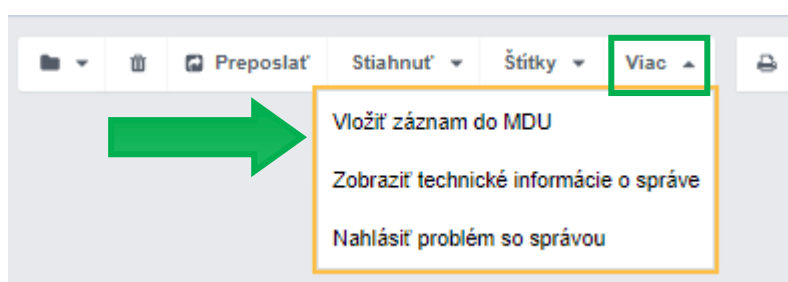 Preposlať Stiahnuť Štítky Viac
Vložiť záznam do MDU
Zobraziť technické informácie o správe
Nahlásiť problém so správou